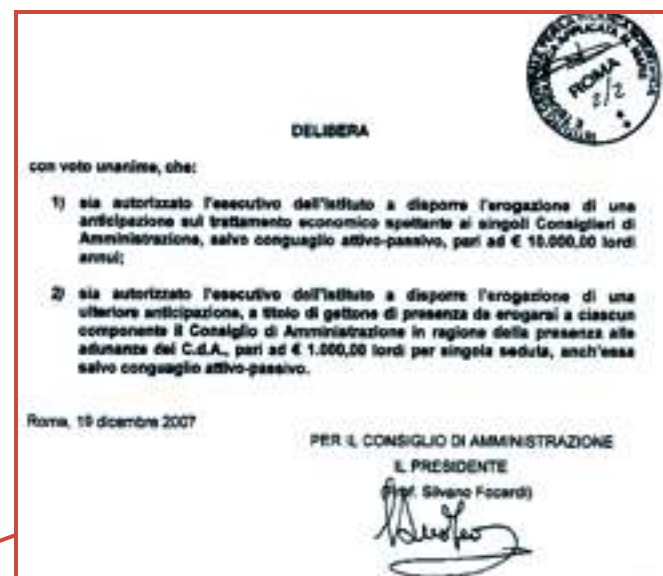 ROMA
2/2
DELIBERA
con voto unanime, che:
1) sia autorizzato l'esecutivo dell'Istituto a disporre l'erogazione di una
anticipazione sul trattamento economico spettante ai singoli Consiglieri di
Amministrazione, salvo conguaglio attivo-passivo, pari ad € 10.000,00 lordi
annui;
2) sia autorizzato l'esecutivo dell'Istituto a disporre l'erogazione di una
ulteriore anticipazione, a titolo di gettone di presenza da erogarsi a ciascun
componente il Consiglio di Amministrazione in ragione della presenza alle
adunanze del C.d.A., pari ad € 1.000,00 lordi per singola seduta, anch'essa
salvo conguaglio attivo-passivo.
Roma, 19 dicembre 2007
PER IL CONSIGLIO DI AMMINISTRAZIONE
IL PRESIDENTE
(Prof. Silvano Focardi)